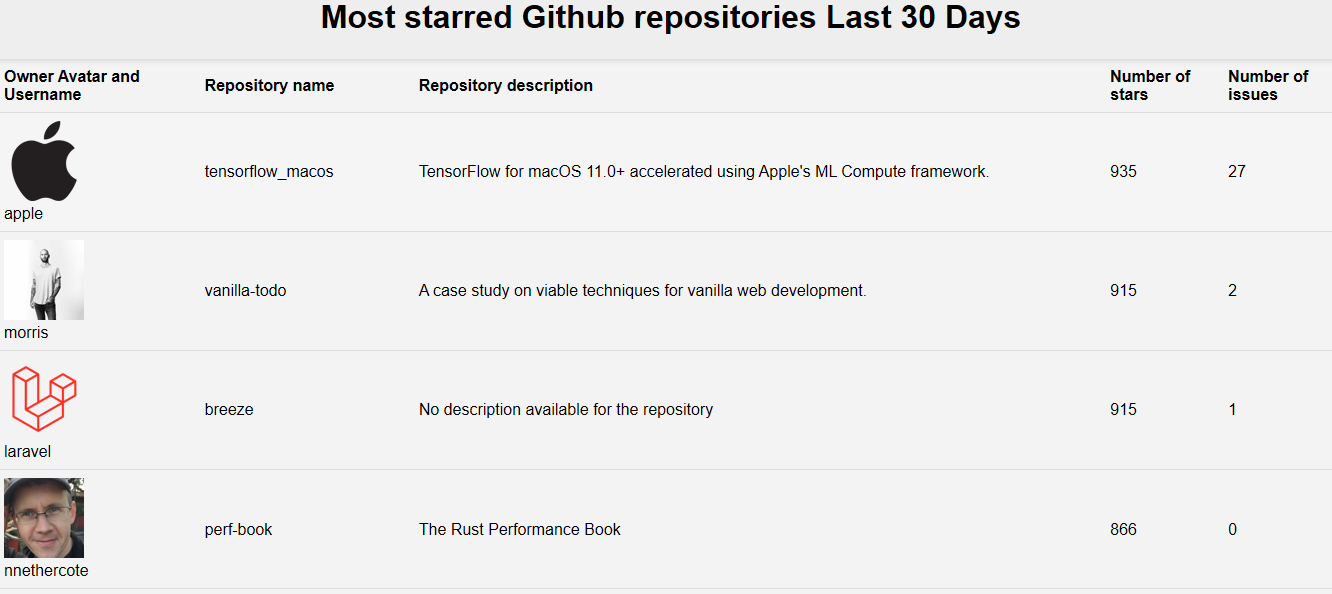 Most starred Github repositories Last 30 Days
Owner Avatar and
Username
Repository name
Repository description
Number of
stars
Number of
issues
apple
tensorflow_macos
TensorFlow for macOS 11.0+ accelerated using Apple's ML Compute framework.
935
27
morris
vanilla-todo
A case study on viable techniques for vanilla web development.
915
2
laravel
breeze
No description available for the repository
915
1
nnethercote
perf-book
The Rust Performance Book
866
0